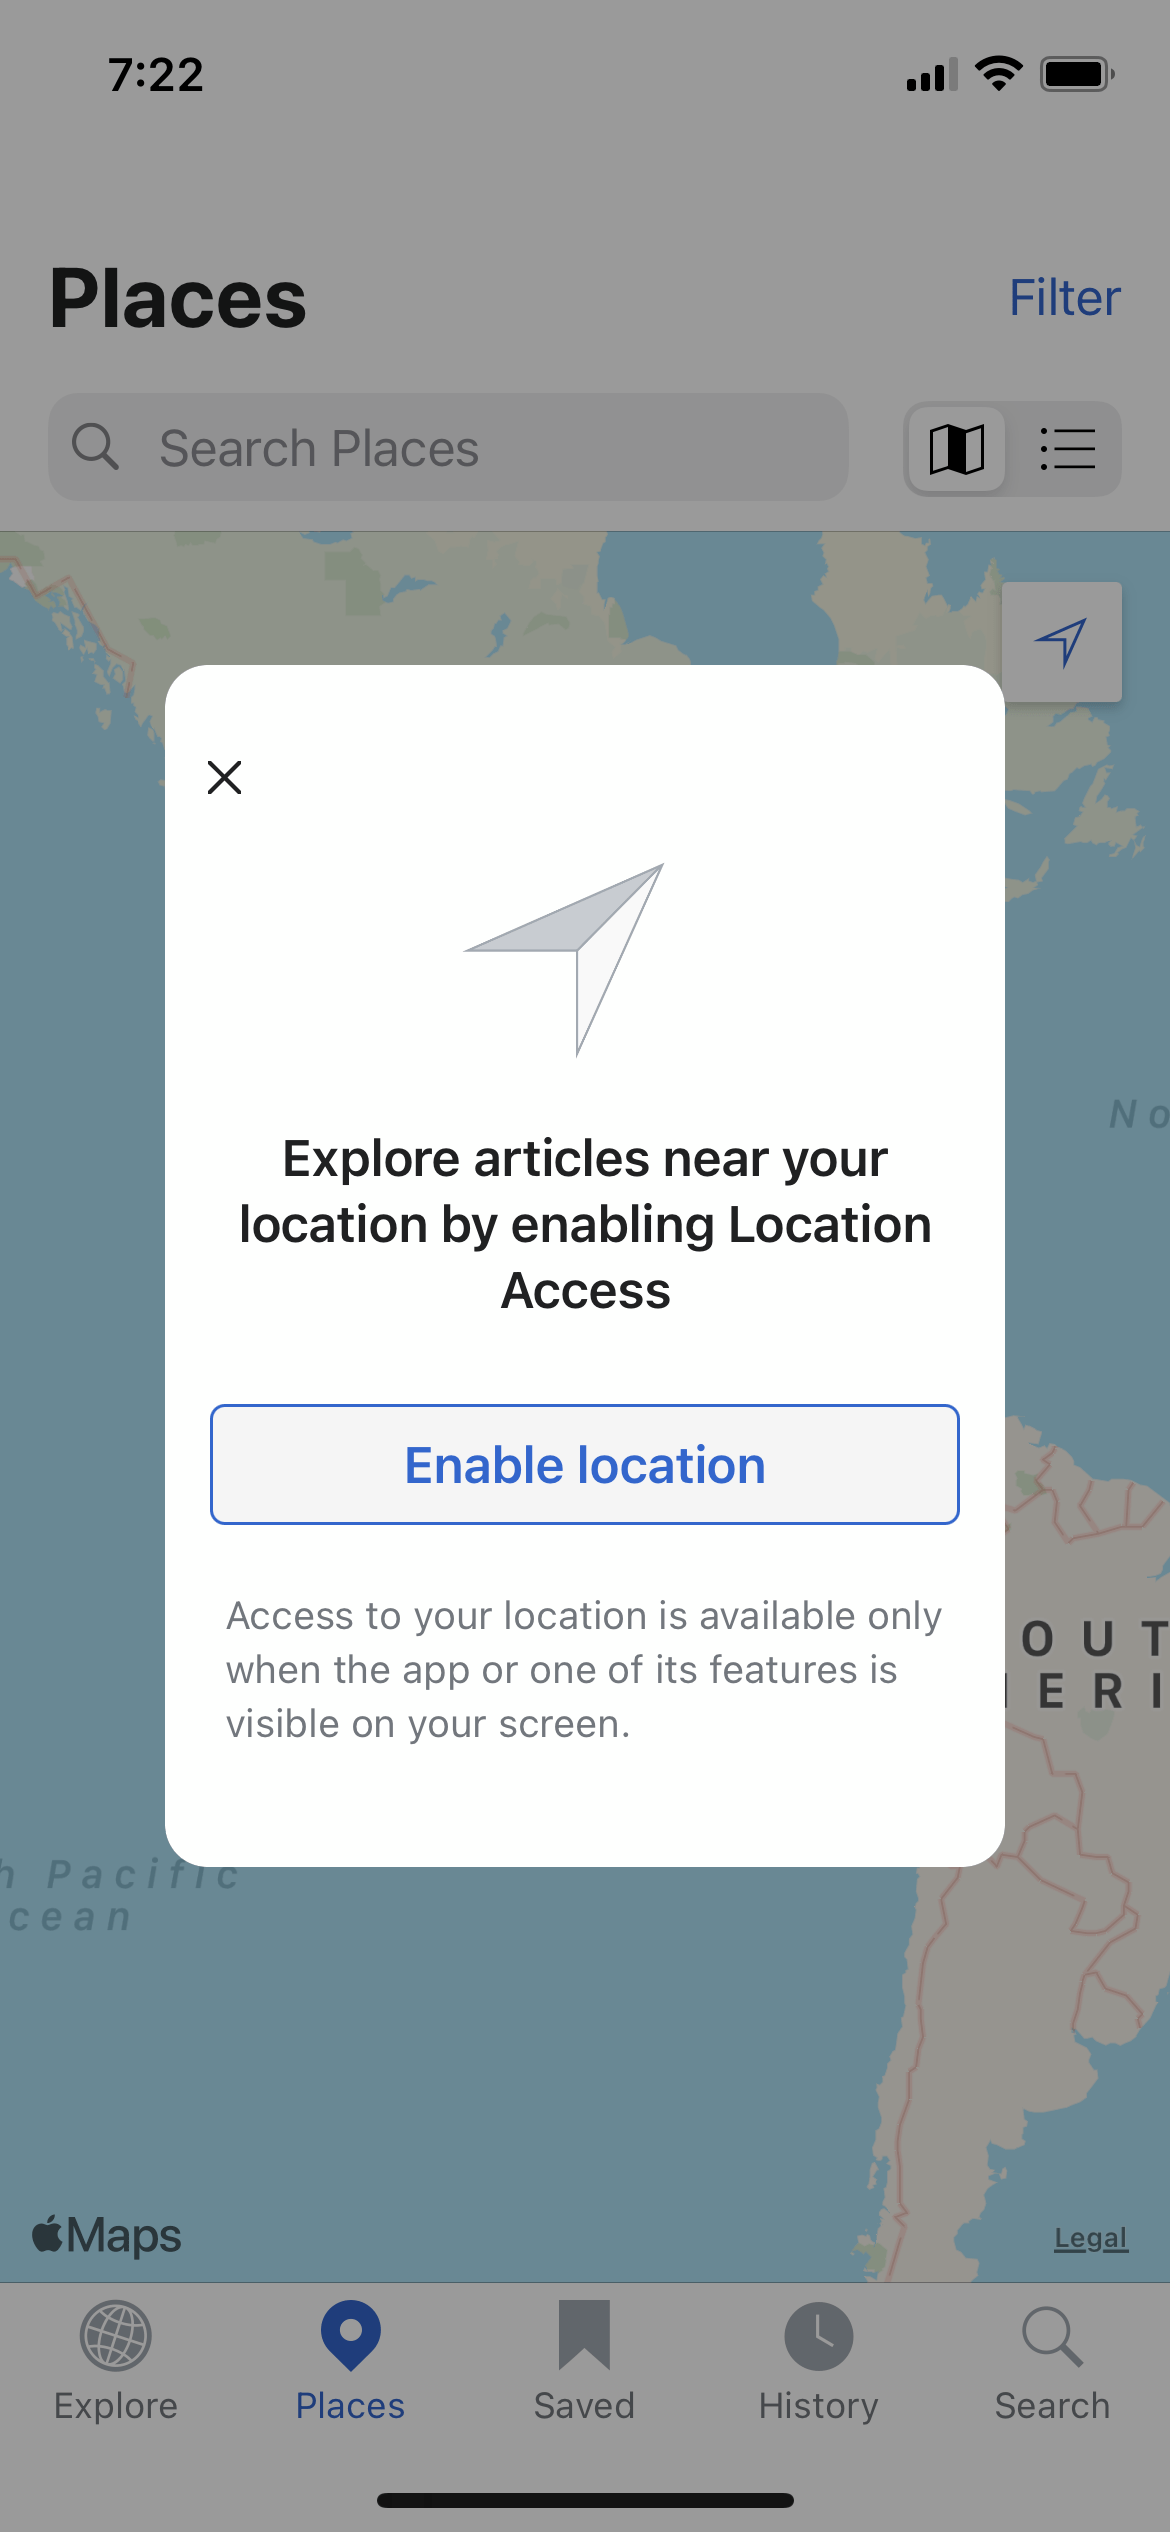 7:22
Places
Filter
Search Places
Explore articles near your
location by enabling Location
Access
Enable location
Access to your location is available only
when the app or one of its features is
visible on your screen.
No
OUT
ERI
h Pacific
cean
Maps
Legal
Explore
Places
Saved
History
Search